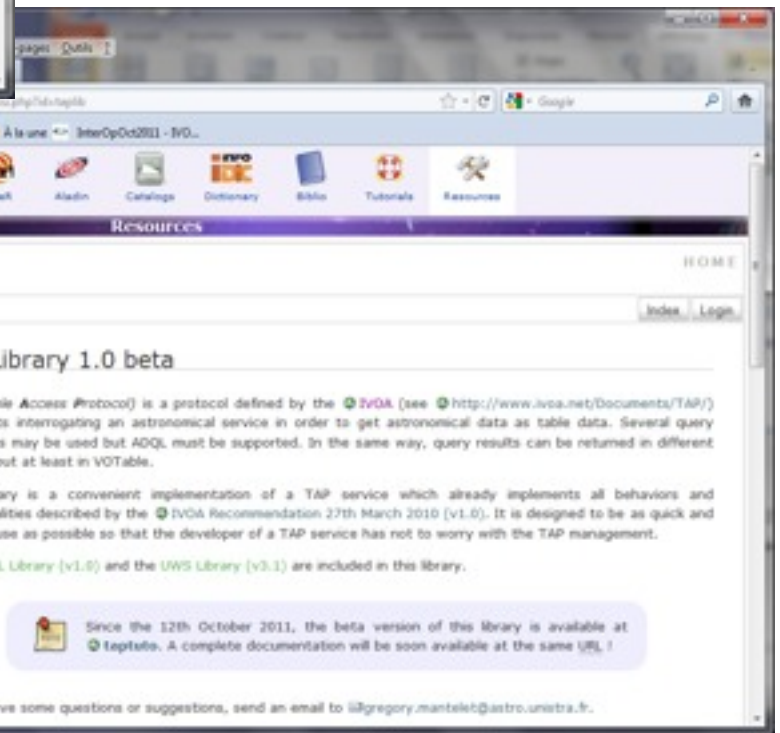 -pages Outils ?
php?id=taplib
Google
À la une InterOpOct2011 - IVO...
Aladin Catalogs Dictionary Biblio Tutorials Resources
Resources
HOME
Index Login
Library 1.0 beta
Access Protocol) is a protocol defined by the IVOA (see http://www.ivoa.net/Documents/TAP/)
ts interrogating an astronomical service in order to get astronomical data as table data. Several query
s may be used but ADQL must be supported. In the same way, query results can be returned in different
but at least in VOTable.
ary is a convenient implementation of a TAP service which already implements all behaviors and
lities described by the IVOA Recommendation 27th March 2010 (v1.0). It is designed to be as quick and
use as possible so that the developer of a TAP service has not to worry with the TAP management.
L Library (v1.0) and the UWS Library (v3.1) are included in this library.
Since the 12th October 2011, the beta version of this library is available at
taptuto. A complete documentation will be soon available at the same URL !
ve some questions or suggestions, send an email to gregory.mantelet@astro.unistra.fr.